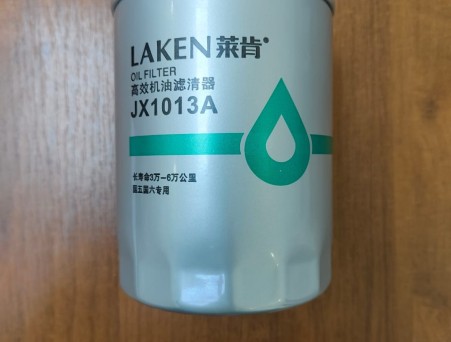 LAKEN莱肯
OIL FILTER
高效机油滤清器
JX1013A
长寿命3万-6万公里
国五国六专用